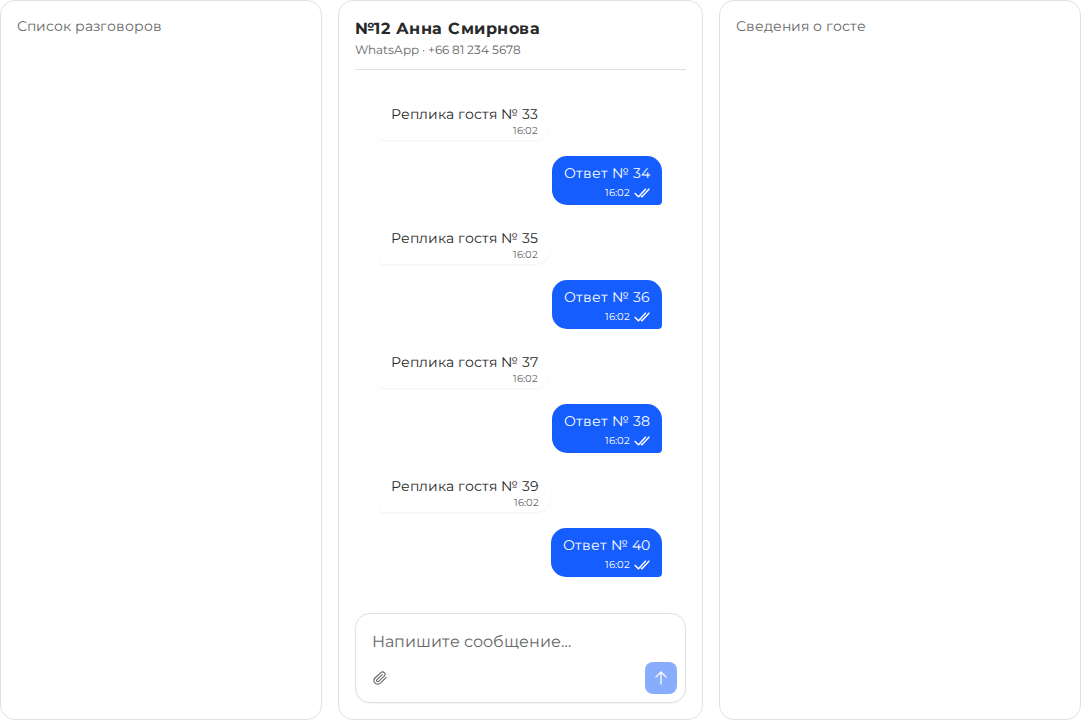 Список разговоров
№12 Анна Смирнова
WhatsApp · +66 81 234 5678
Реплика гостя № 33
16:02
Ответ № 34
16:02
Реплика гостя № 35
16:02
Ответ № 36
16:02
Реплика гостя № 37
16:02
Ответ № 38
16:02
Реплика гостя № 39
16:02
Ответ № 40
16:02
Напишите сообщение...
Сведения о госте